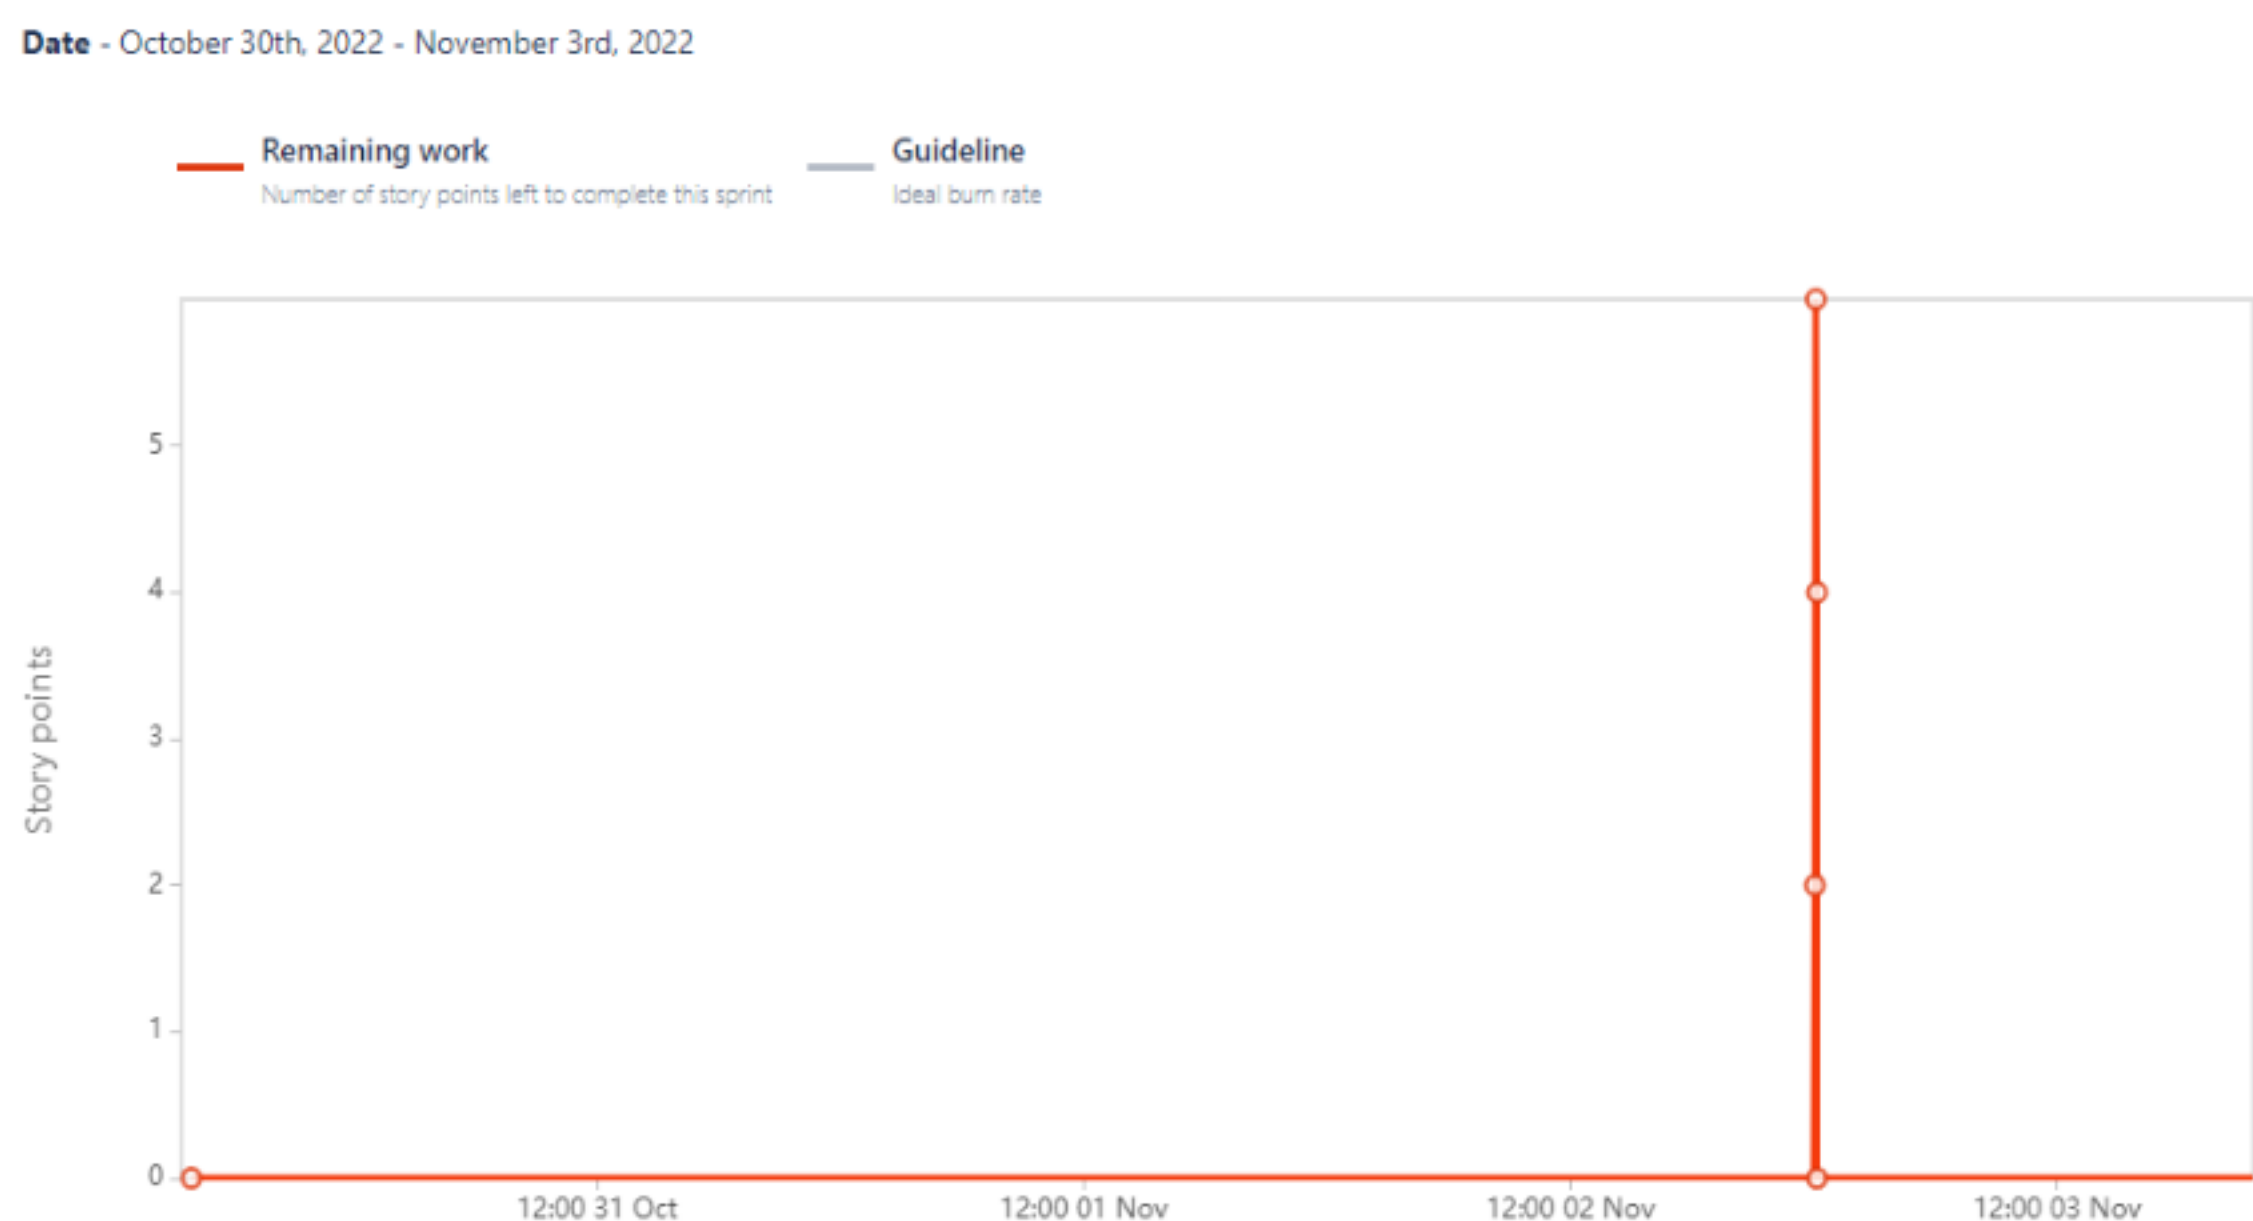 Date - October 30th, 2022 - November 3rd, 2022
Remaining work
Number of story points left to complete this sprint
Guideline
Ideal burn rate
Story points
5
4
3
2
1
0
12:00 31 Oct
12:00 01 Nov
12:00 02 Nov
12:00 03 Nov